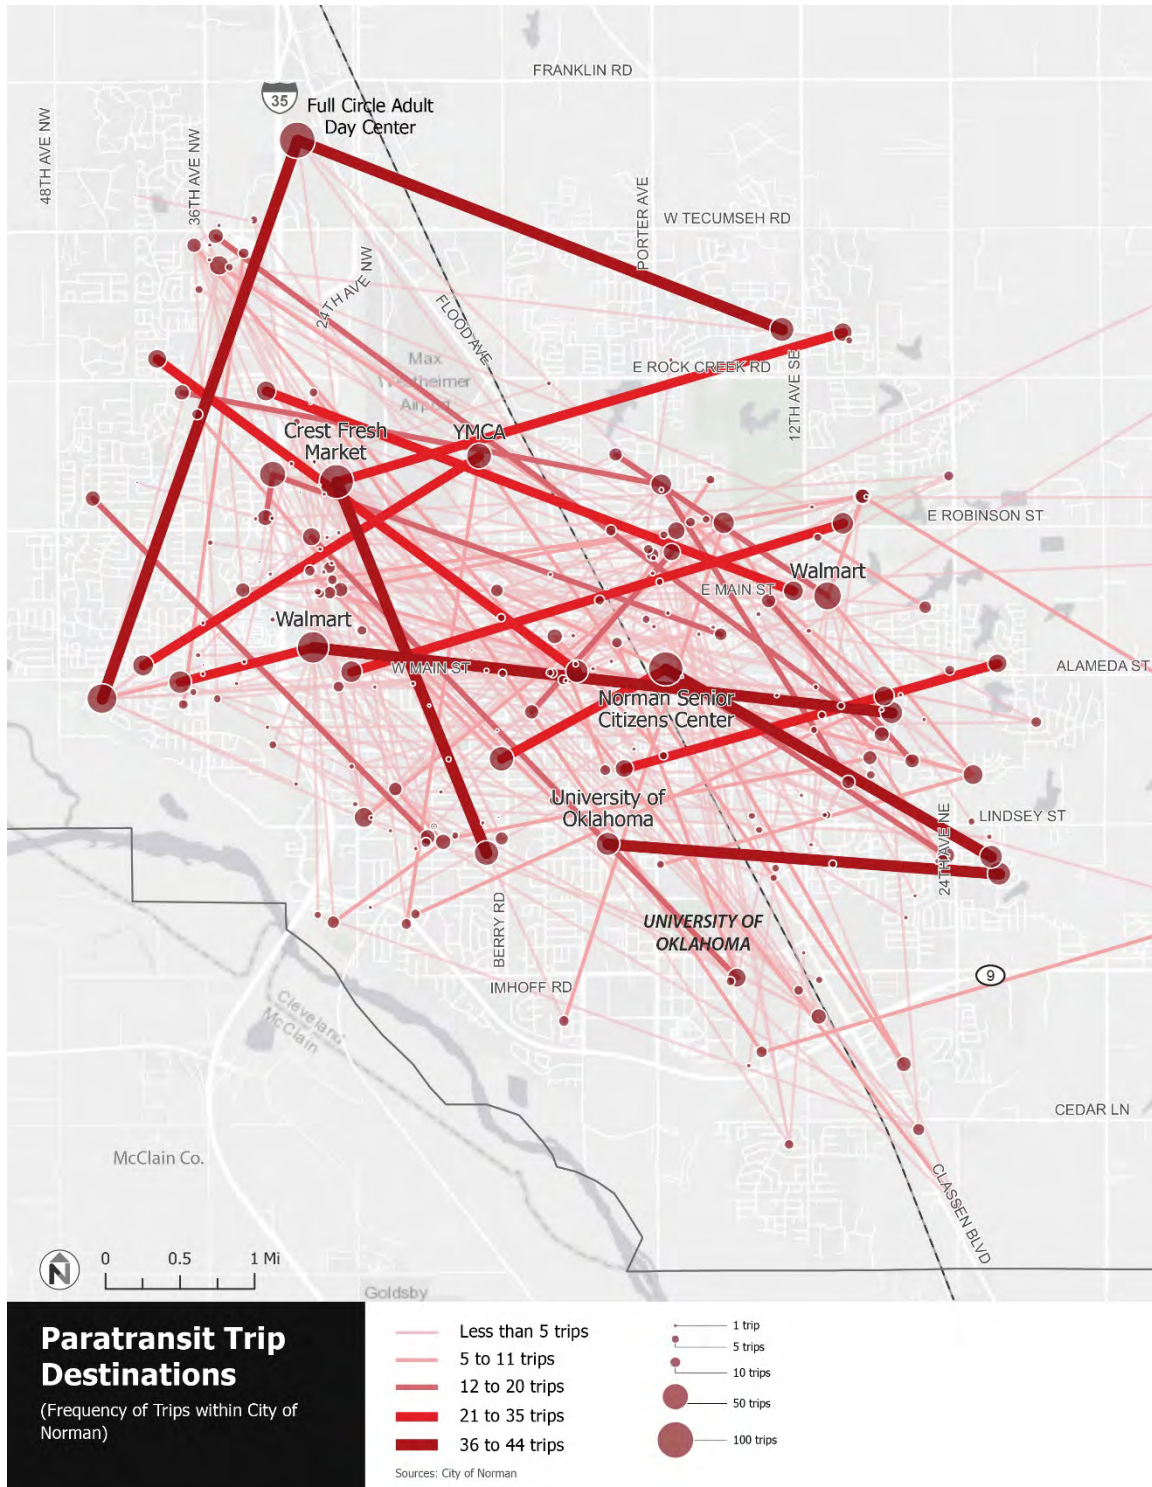 FRANKLIN RD
35
Full Circle Adult
Day Center
48TH AVE NW
36TH AVE NW
PORTER AVE
W TECUMSEH RD
24TH AVE NW
FLOOD AVE
Max
Westheimer
Airport
E ROCK CREEK RD
12TH AVE SE
Crest Fresh
Market
YMCA
E ROBINSON ST
E MAIN ST
Walmart
Walmart
W MAIN ST
ALAMEDA ST
Norman Senior
Citizens Center
University of
Oklahoma
LINDSEY ST
24TH AVE NE
BERRY RD
UNIVERSITY OF
OKLAHOMA
9
IMHOFF RD
Cleveland
McClain
CEDAR LN
McClain Co.
CLASSEN BLVD
N
0 0.5 1 Mi
Goldsby
Paratransit Trip
Destinations
(Frequency of Trips within City of
Norman)
Less than 5 trips
5 to 11 trips
12 to 20 trips
21 to 35 trips
36 to 44 trips
Sources: City of Norman
1 trip
5 trips
10 trips
50 trips
100 trips